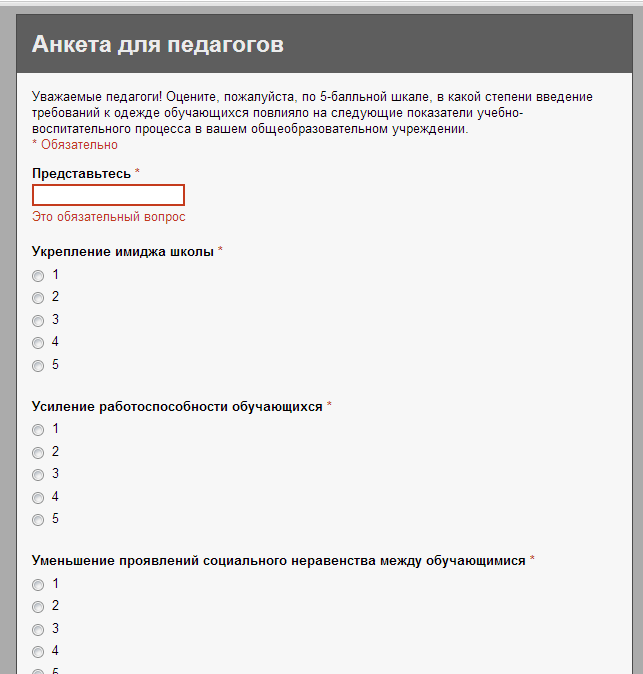 Анкета для педагогов
Уважаемые педагоги! Оцените, пожалуйста, по 5-балльной шкале, в какой степени введение
требований к одежде обучающихся повлияло на следующие показатели учебно-
воспитательного процесса в вашем общеобразовательном учреждении.
* Обязательно
Представьтесь *
Это обязательный вопрос
Укрепление имиджа школы *
1
2
3
4
5
Усиление работоспособности обучающихся *
1
2
3
4
5
Уменьшение проявлений социального неравенства между обучающимися *
1
2
3
4
5